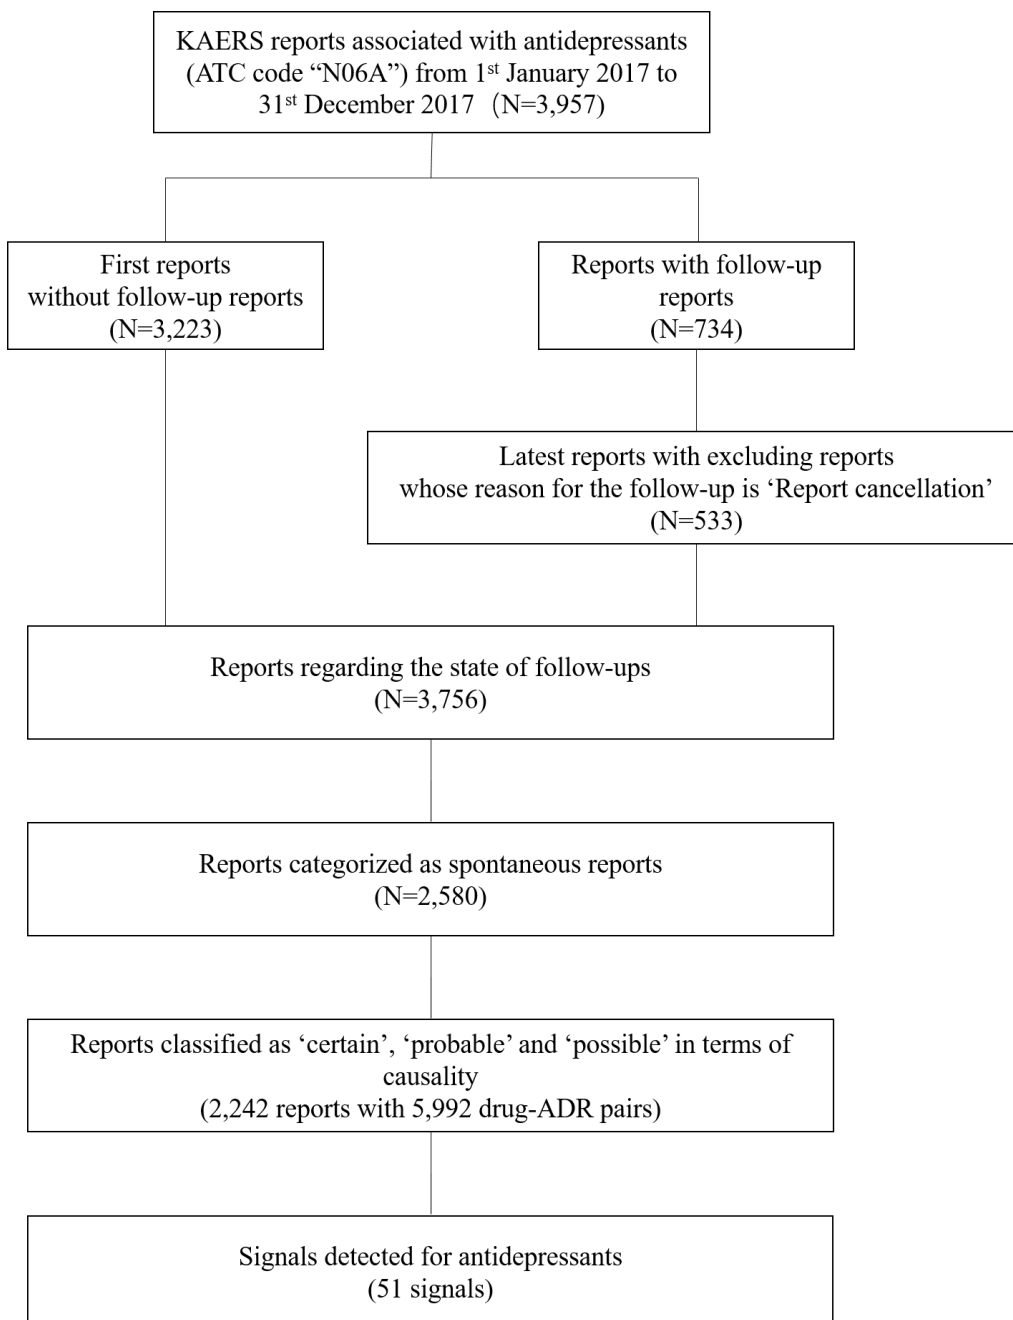 KAERS reports associated with antidepressants
(ATC code “N06A”) from 1st January 2017 to
31st December 2017 (N=3,957)
First reports
without follow-up reports
(N=3,223)
Reports with follow-up
reports
(N=734)
Latest reports with excluding reports
whose reason for the follow-up is ‘Report cancellation’
(N=533)
Reports regarding the state of follow-ups
(N=3,756)
Reports categorized as spontaneous reports
(N=2,580)
Reports classified as ‘certain’, ‘probable’ and ‘possible’ in terms of
causality
(2,242 reports with 5,992 drug-ADR pairs)
Signals detected for antidepressants
(51 signals)